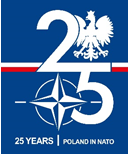 25
25 YEARS | POLAND IN NATO